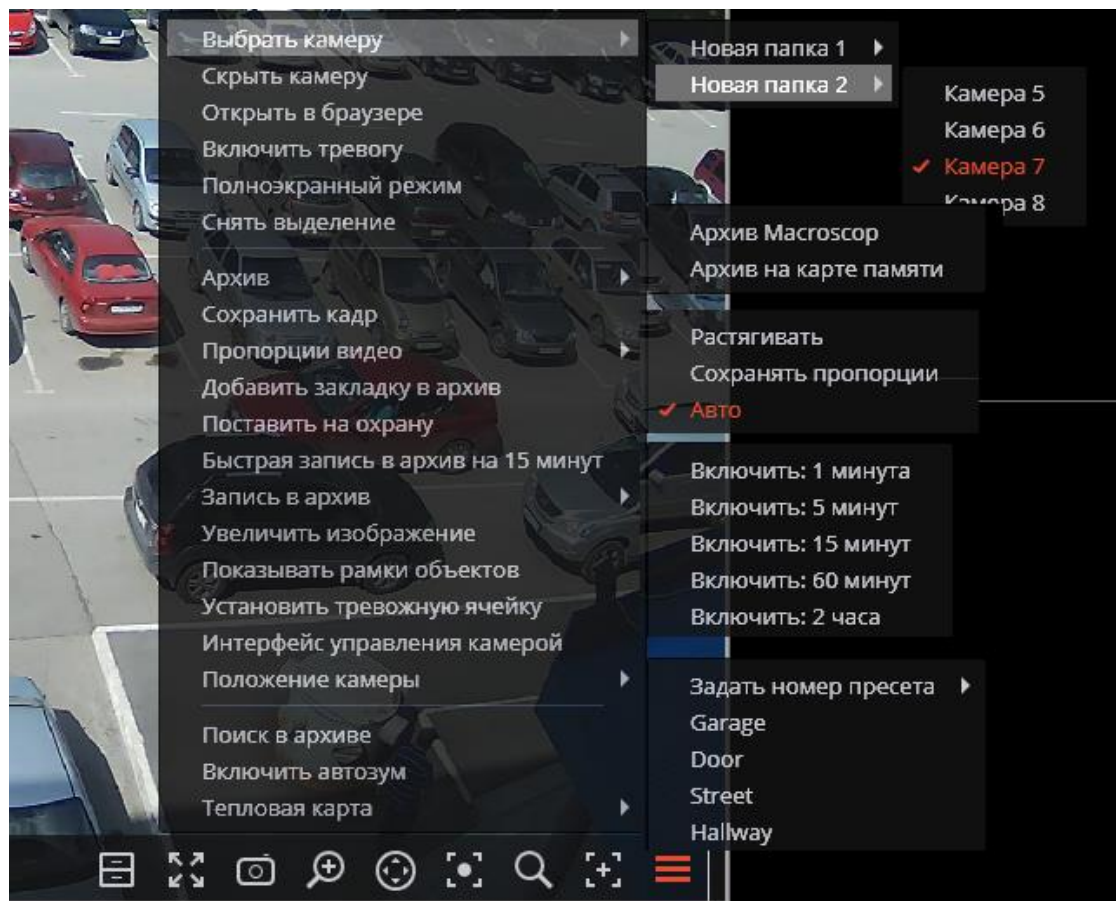 Выбрать камеру
Скрыть камеру
Открыть в браузере
Включить тревогу
Полноэкранный режим
Снять выделение
Архив
Сохранить кадр
Пропорции видео
Добавить закладку в архив
Поставить на охрану
Быстрая запись в архив на 15 минут
Запись в архив
Увеличить изображение
Показывать рамки объектов
Установить тревожную ячейку
Интерфейс управления камерой
Положение камеры
Поиск в архиве
Включить автозум
Тепловая карта
Новая папка 1
Новая папка 2
Камера 5
Камера 6
Камера 7
Камера 8
Архив Macroscop
Архив на карте памяти
Растягивать
Сохранять пропорции
Авто
Включить: 1 минута
Включить: 5 минут
Включить: 15 минут
Включить: 60 минут
Включить: 2 часа
Задать номер пресета
Garage
Door
Street
Hallway